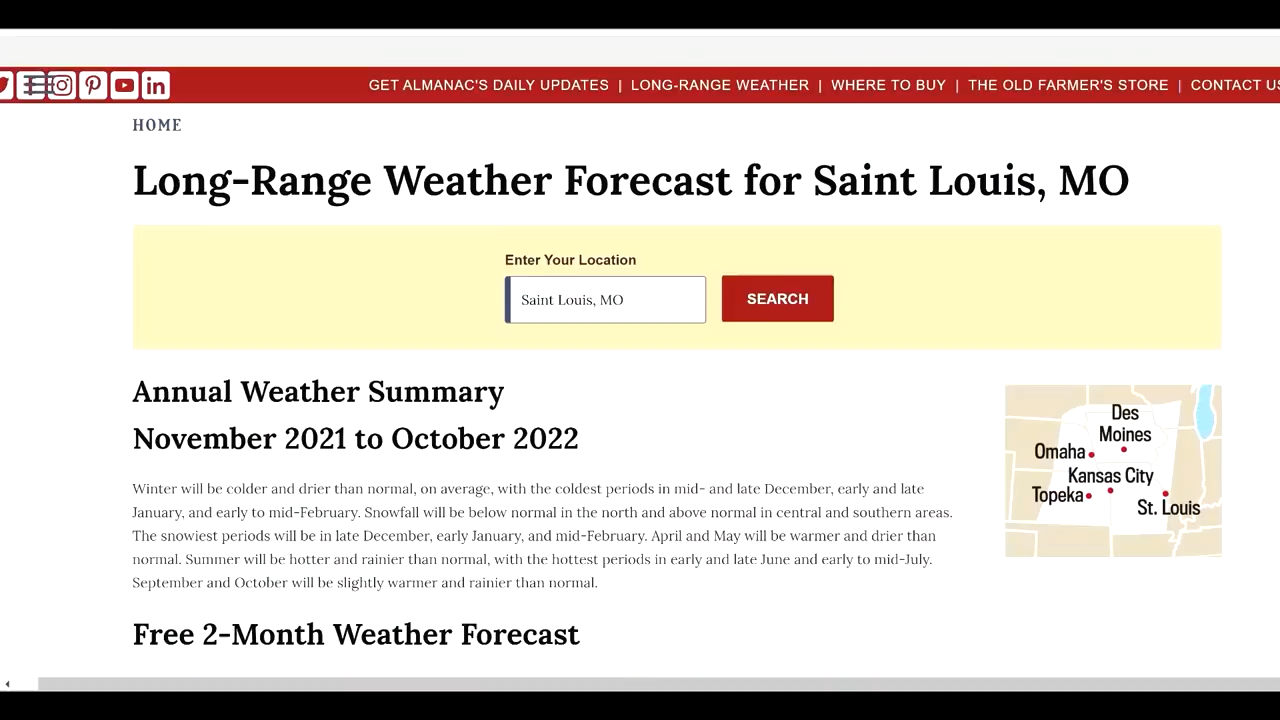 GET ALMANAC'S DAILY UPDATES | LONG-RANGE WEATHER | WHERE TO BUY | THE OLD FARMER'S STORE | CONTACT US
HOME
Long-Range Weather Forecast for Saint Louis, MO
Enter Your Location
Saint Louis, MO
SEARCH
Annual Weather Summary
November 2021 to October 2022
Winter will be colder and drier than normal, on average, with the coldest periods in mid- and late December, early and late
January, and early to mid-February. Snowfall will be below normal in the north and above normal in central and southern areas.
The snowiest periods will be in late December, early January, and mid-February. April and May will be warmer and drier than
normal. Summer will be hotter and rainier than normal, with the hottest periods in early and late June and early to mid-July.
September and October will be slightly warmer and rainier than normal.
Des
Moines
Omaha
Kansas City
Topeka
St. Louis
Free 2-Month Weather Forecast